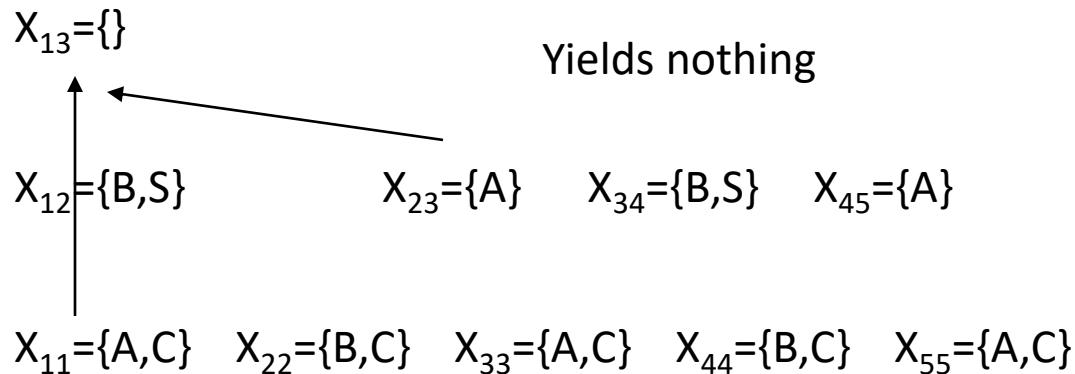 X₁₃={}
Yields nothing
X₁₂={B,S} X₂₃={A} X₃₄={B,S} X₄₅={A}
X₁₁={A,C} X₂₂={B,C} X₃₃={A,C} X₄₄={B,C} X₅₅={A,C}